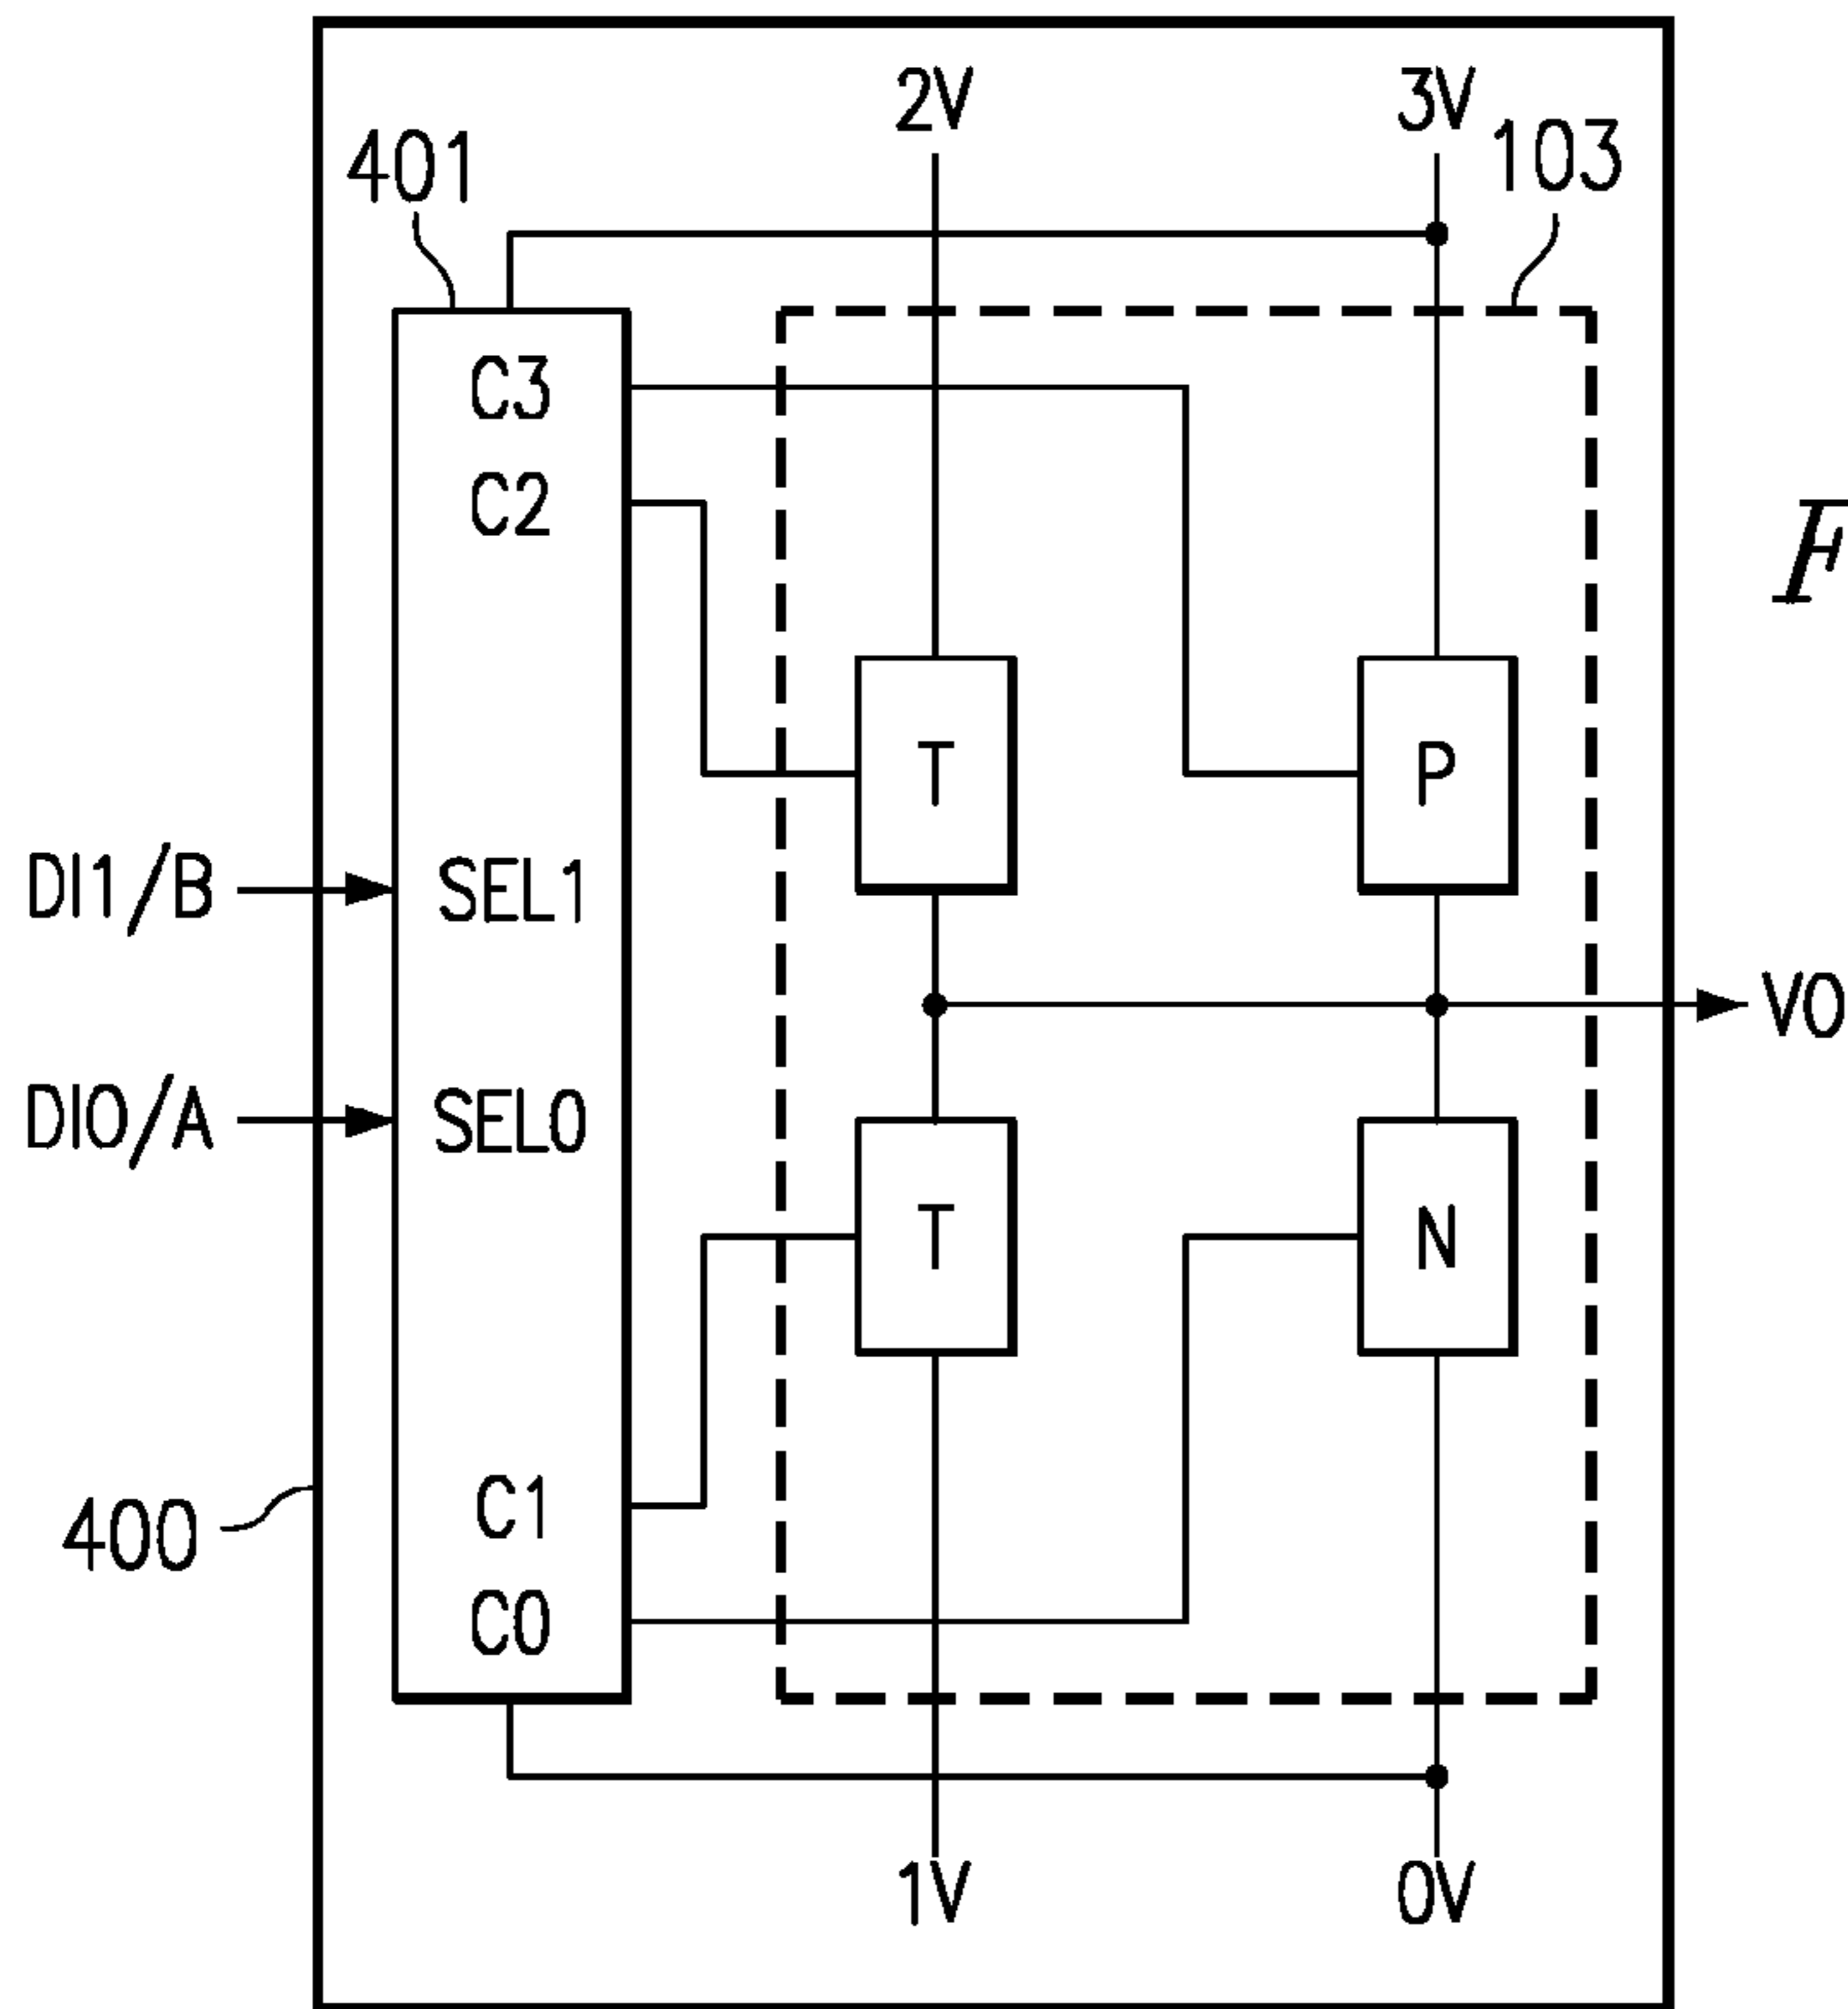 2V
3V
401
103
C3
C2
T
P
DI1/B
SEL1
VO
DI0/A
SEL0
T
N
C1
400
C0
1V
0V